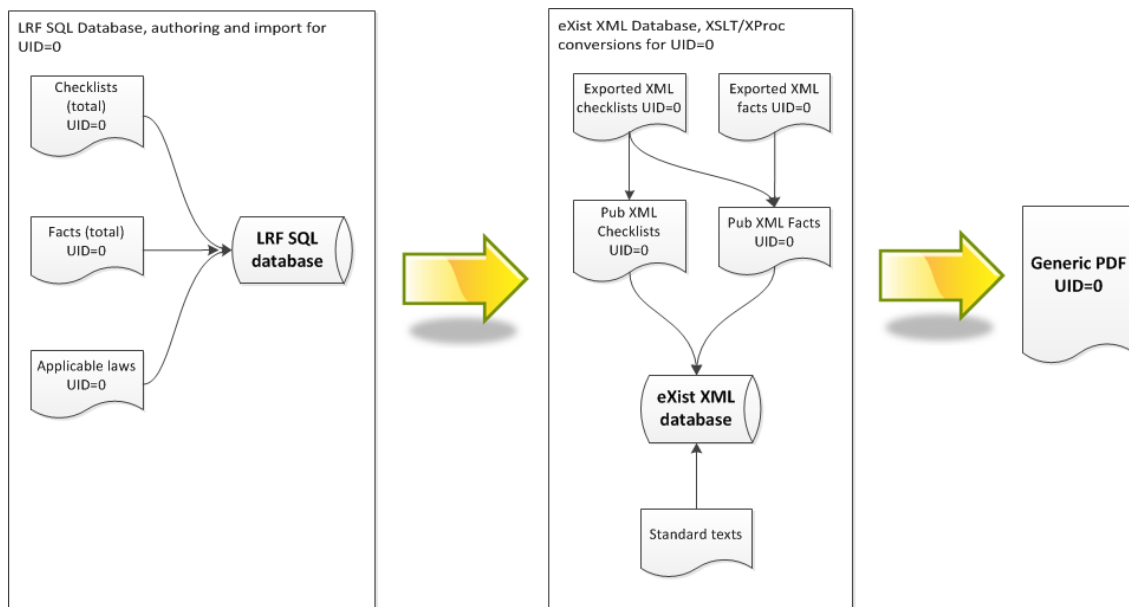 LRF SQL Database, authoring and import for
UID=0
Checklists
(total)
UID=0
Facts (total)
UID=0
Applicable laws
UID=0
LRF SQL
database
eXist XML Database, XSLT/XProc
conversions for UID=0
Exported XML
checklists UID=0
Exported XML
facts UID=0
Pub XML
Checklists
UID=0
Pub XML Facts
UID=0
eXist XML
database
Standard texts
Generic PDF
UID=0